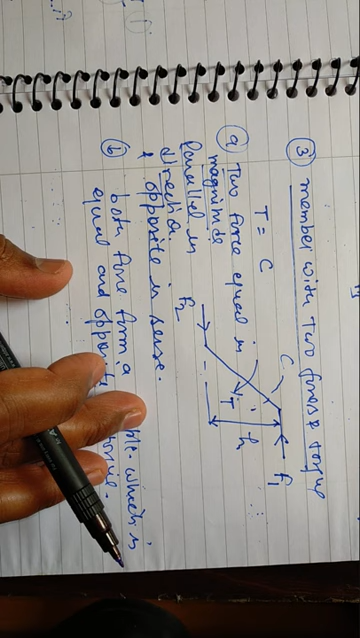 ③ member with two forces & torque
T = C
ⓐ Two force equal in
magnitude
parallel in
direction
& opposite in sense.
C
F1
T
h
F2
ⓑ both force form a
ple which is
equal and opposite